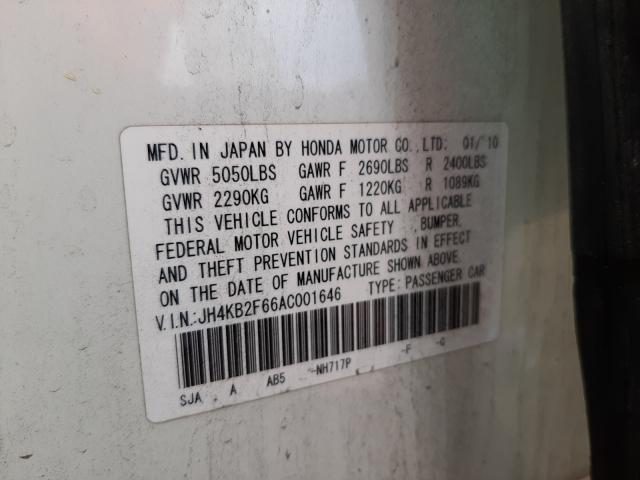 MFD. IN JAPAN BY HONDA MOTOR CO., LTD: 01/'10
GVWR 5050LBS GAWR F 2690LBS R 2400LBS
GVWR 2290KG GAWR F 1220KG R 1089KG
THIS VEHICLE CONFORMS TO ALL APPLICABLE
FEDERAL MOTOR VEHICLE SAFETY BUMPER,
AND THEFT PREVENTION STANDARDS IN EFFECT
ON THE DATE OF MANUFACTURE SHOWN ABOVE.
V.I.N.:JH4KB2F66AC001646 TYPE: PASSENGER CAR
SJA A AB5 -NH717P -F -G